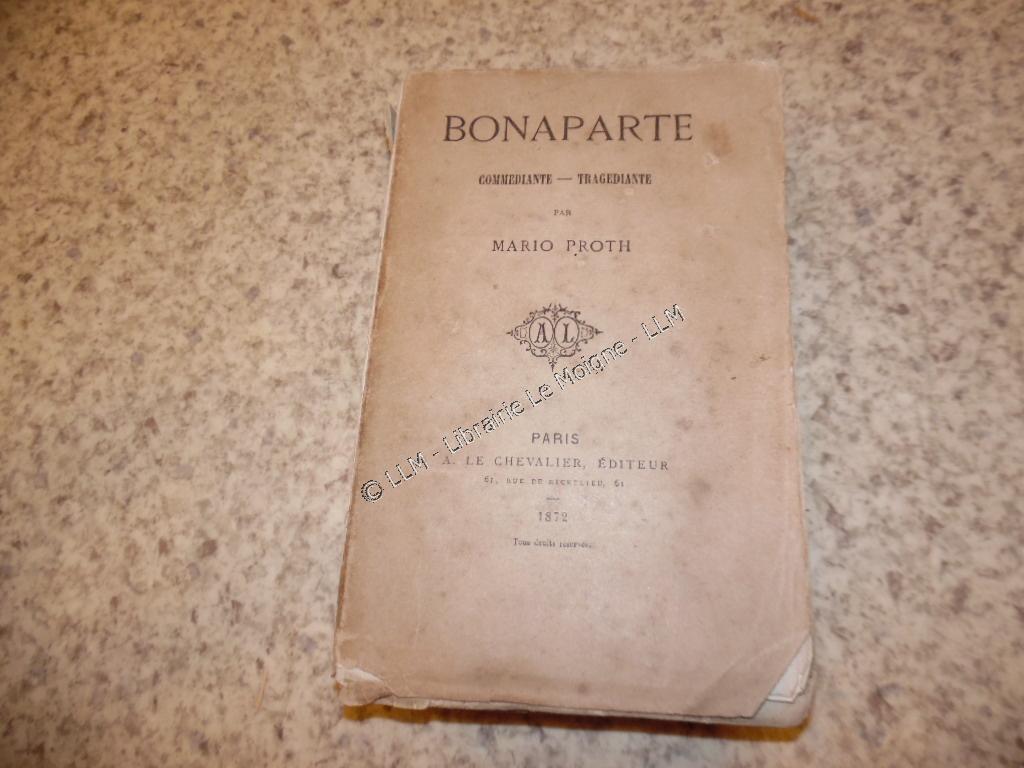 BONAPARTE
COMMEDIANTE — TRAGEDIANTE
PAR
MARIO PROTH
AL
PARIS
A. LE CHEVALIER, ÉDITEUR
61, RUE DE RICHELIEU, 61
1872
Tous droits réservés.
© LLM - Librairie Le Moigne - LLM